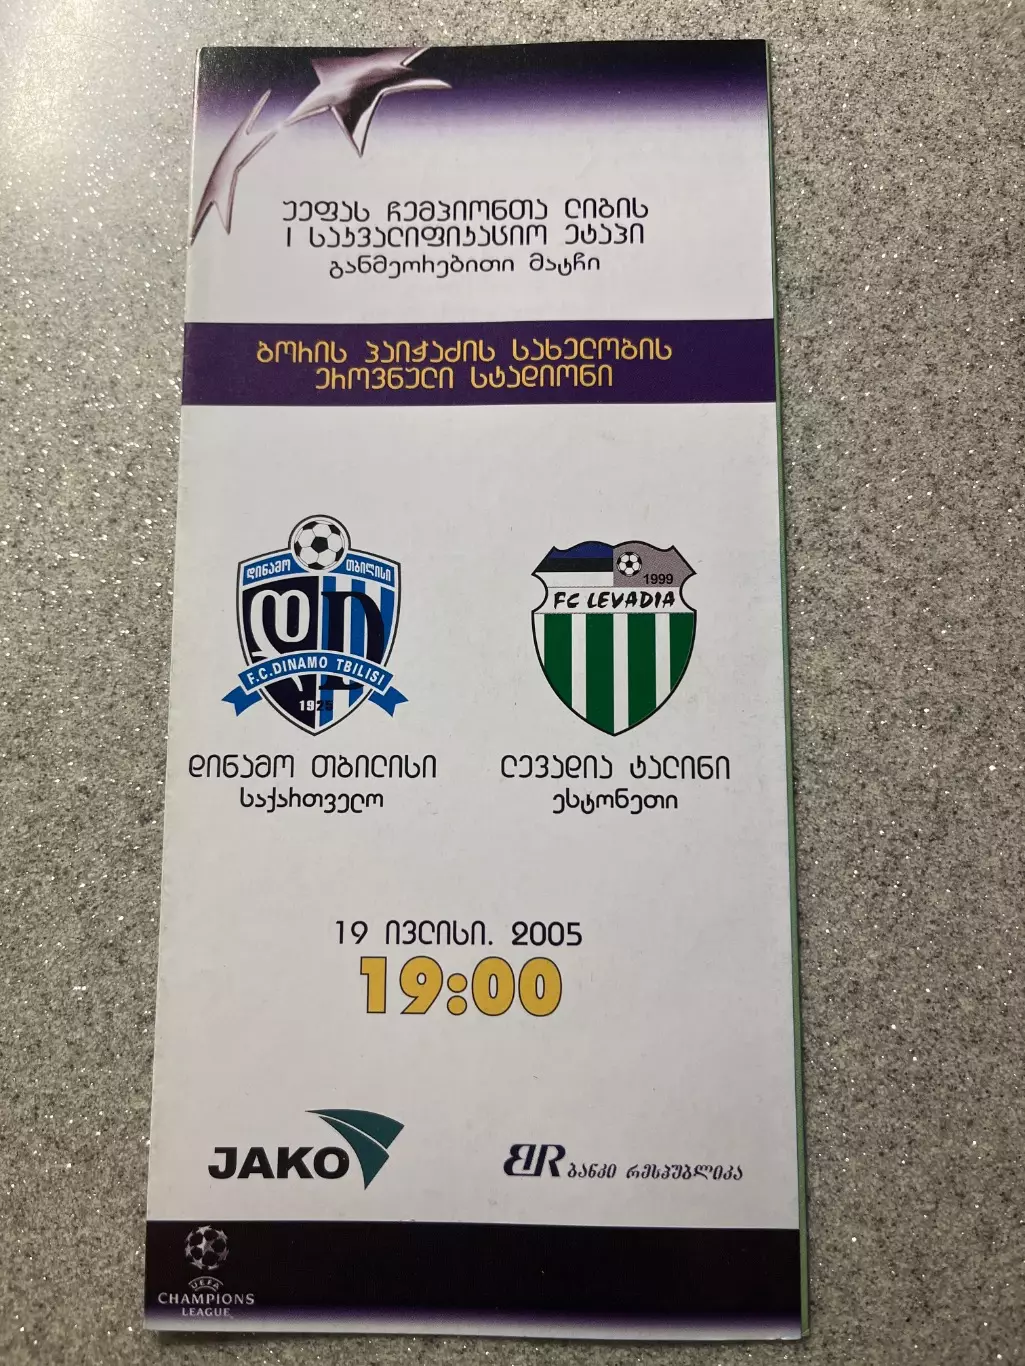 უეფას ჩემპიონთა ლიგის
I საკვალიფიკაციო ეტაპი
განმეორებითი მატჩი
ბორის პაიჭაძის სახელობის
ეროვნული სტადიონი
დინამო თბილისი
F.C.DINAMO TBILISI
1925
1999
FC LEVADIA
დინამო თბილისი
საქართველო
ლევადია ტალინი
ესტონეთი
19 ივლისი. 2005
19:00
JAKO
BR ბანკი რესპუბლიკა
UEFA
CHAMPIONS
LEAGUE